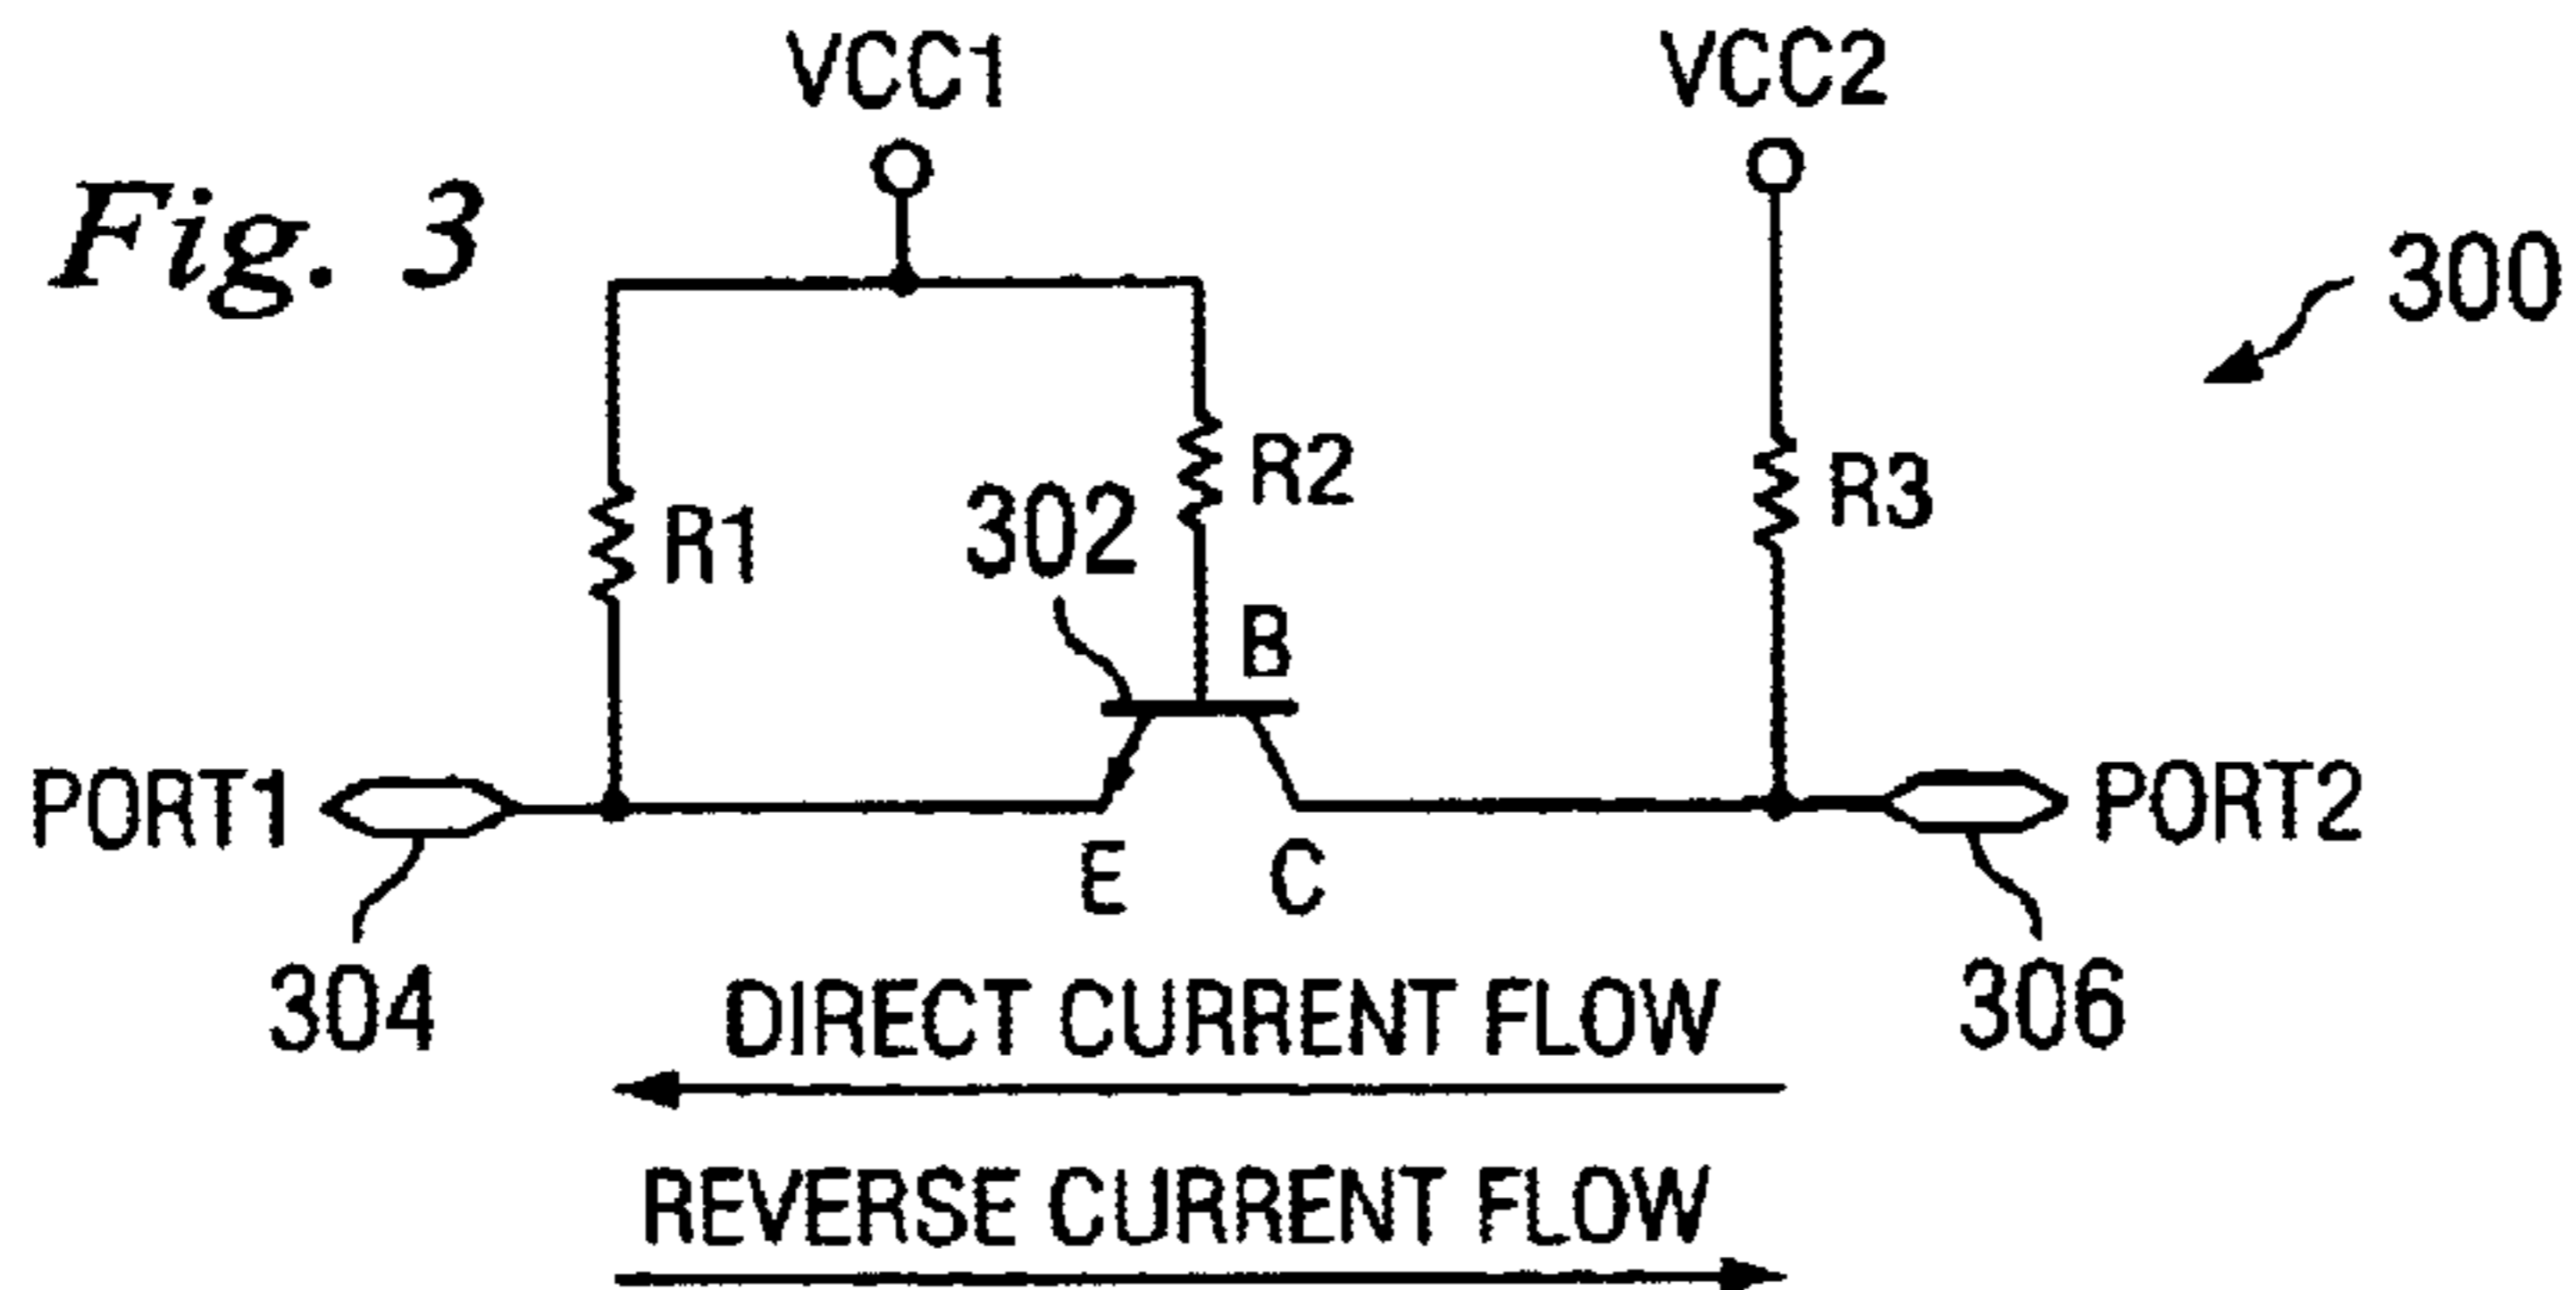 VCC1
VCC2
Fig. 3
300
R1
302
R2
R3
B
PORT1
PORT2
E
C
304
306
DIRECT CURRENT FLOW
REVERSE CURRENT FLOW